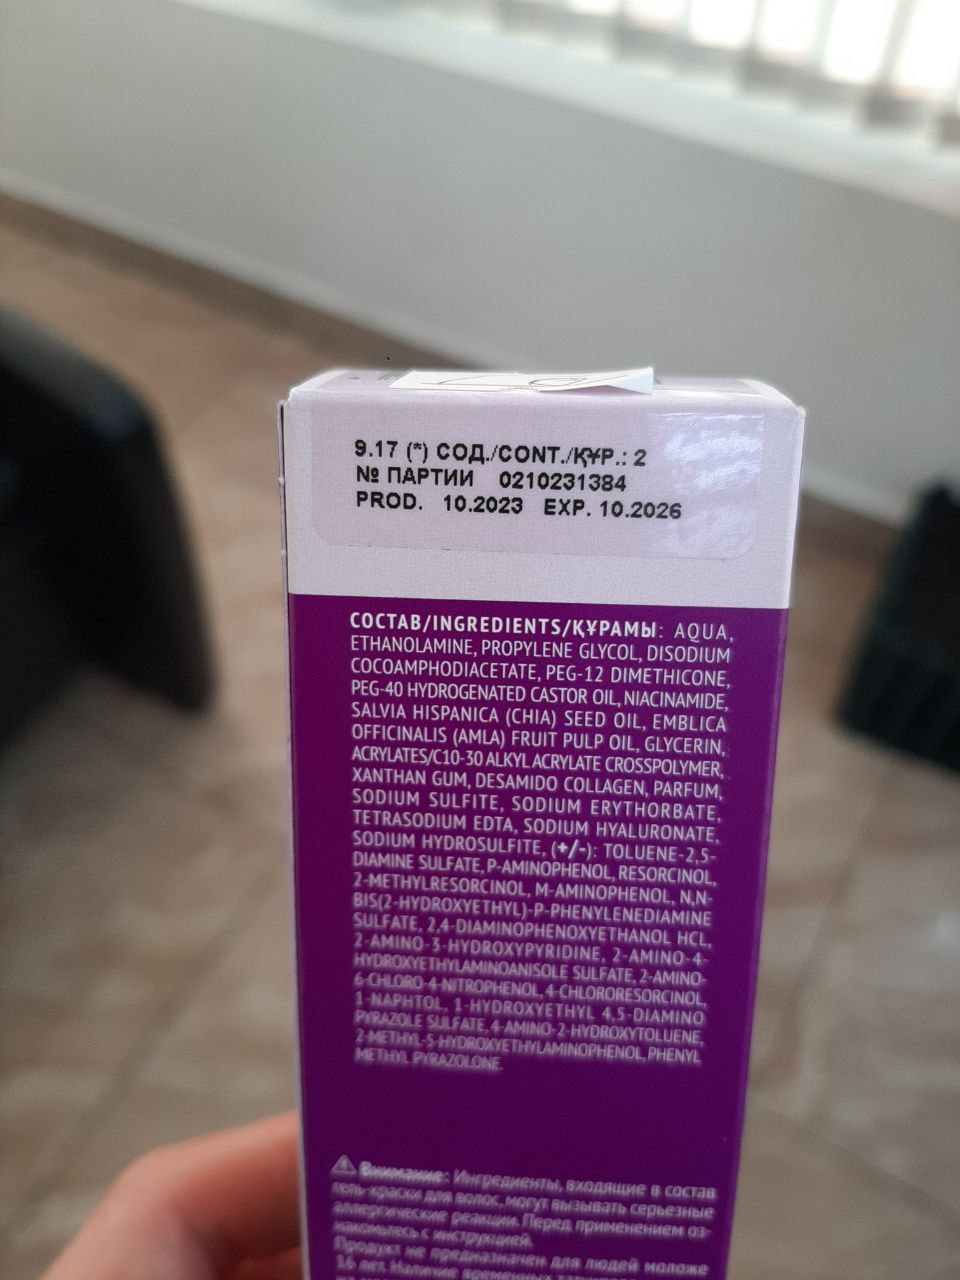 9.17 (*) СОД./CONT./ҚҰР.: 2
№ ПАРТИИ 0210231384
PROD. 10.2023 EXP. 10.2026
СОСТАВ/INGREDIENTS/ҚҰРАМЫ: AQUA,
ETHANOLAMINE, PROPYLENE GLYCOL, DISODIUM
COCOAMPHODIACETATE, PEG-12 DIMETHICONE,
PEG-40 HYDROGENATED CASTOR OIL, NIACINAMIDE,
SALVIA HISPANICA (CHIA) SEED OIL, EMBLICA
OFFICINALIS (AMLA) FRUIT PULP OIL, GLYCERIN,
ACRYLATES/C10-30 ALKYL ACRYLATE CROSSPOLYMER,
XANTHAN GUM, DESAMIDO COLLAGEN, PARFUM,
SODIUM SULFITE, SODIUM ERYTHORBATE,
TETRASODIUM EDTA, SODIUM HYALURONATE,
SODIUM HYDROSULFITE, (+/-): TOLUENE-2,5-
DIAMINE SULFATE, P-AMINOPHENOL, RESORCINOL,
2-METHYLRESORCINOL, M-AMINOPHENOL, N,N-
BIS(2-HYDROXYETHYL)-P-PHENYLENEDIAMINE
SULFATE, 2,4-DIAMINOPHENOXYETHANOL HCL,
2-AMINO-3-HYDROXYPYRIDINE, 2-AMINO-4-
HYDROXYETHYLAMINOANISOLE SULFATE, 2-AMINO-
6-CHLORO-4-NITROPHENOL, 4-CHLORORESORCINOL,
1-NAPHTOL, 1-HYDROXYETHYL 4,5-DIAMINO
PYRAZOLE SULFATE, 4-AMINO-2-HYDROXYTOLUENE,
2-METHYL-5-HYDROXYETHYLAMINOPHENOL, PHENYL
METHYL PYRAZOLONE.
Внимание: Ингредиенты, входящие в состав
гель-краски для волос, могут вызывать серьезные
аллергические реакции. Перед применением оз-
накомьтесь с инструкцией.
Продукт не предназначен для людей моложе
16 лет. Наличие временных